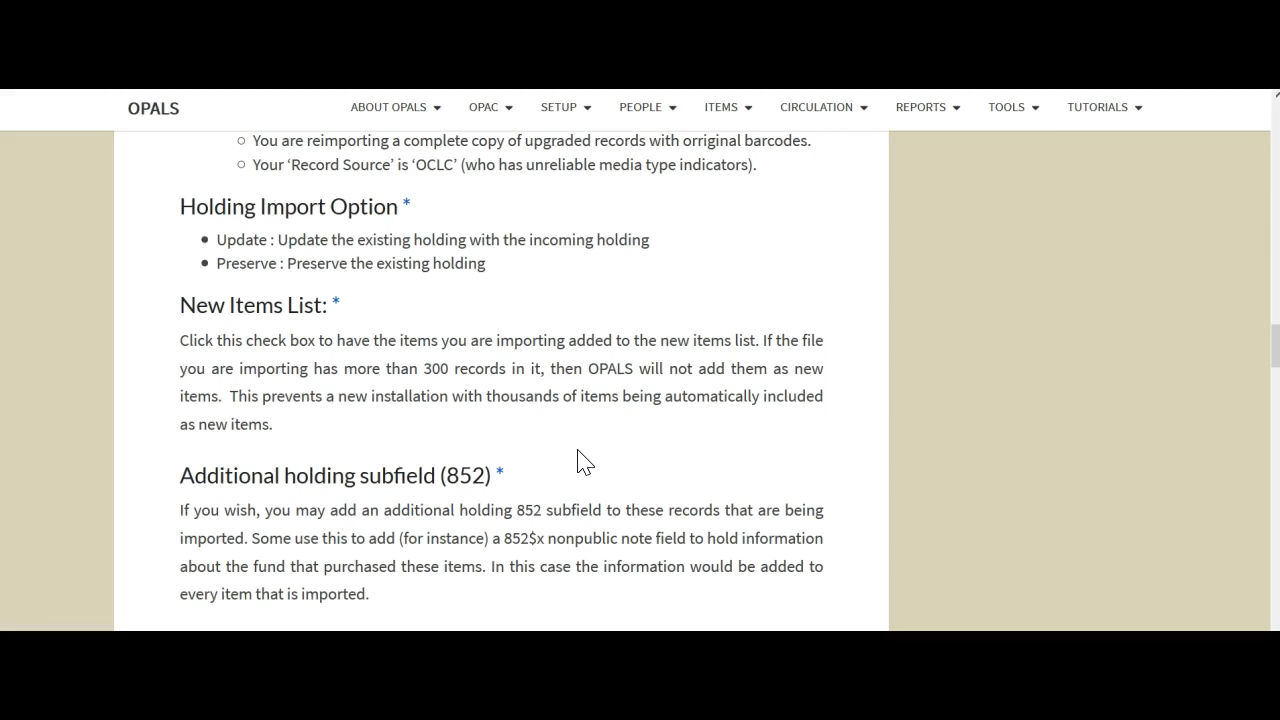 OPALS ABOUT OPALS OPAC SETUP PEOPLE ITEMS CIRCULATION REPORTS TOOLS TUTORIALS
You are reimporting a complete copy of upgraded records with orriginal barcodes.
Your ‘Record Source’ is ‘OCLC’ (who has unreliable media type indicators).
Holding Import Option *
Update : Update the existing holding with the incoming holding
Preserve : Preserve the existing holding
New Items List: *
Click this check box to have the items you are importing added to the new items list. If the file
you are importing has more than 300 records in it, then OPALS will not add them as new
items. This prevents a new installation with thousands of items being automatically included
as new items.
Additional holding subfield (852) *
If you wish, you may add an additional holding 852 subfield to these records that are being
imported. Some use this to add (for instance) a 852$x nonpublic note field to hold information
about the fund that purchased these items. In this case the information would be added to
every item that is imported.